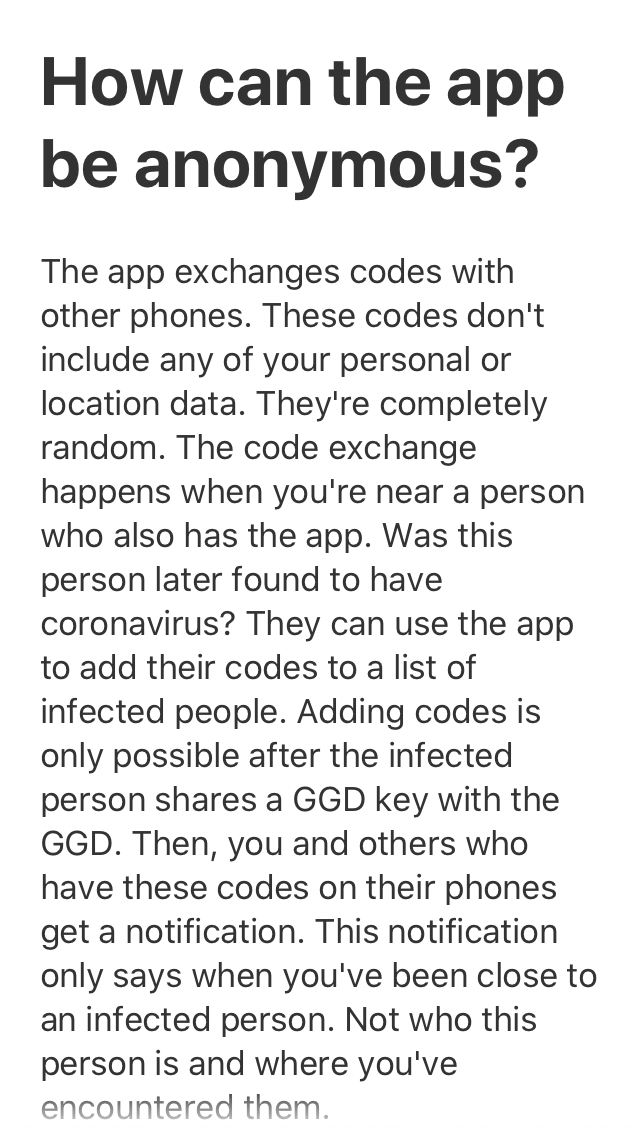 How can the app
be anonymous?
The app exchanges codes with
other phones. These codes don't
include any of your personal or
location data. They're completely
random. The code exchange
happens when you're near a person
who also has the app. Was this
person later found to have
coronavirus? They can use the app
to add their codes to a list of
infected people. Adding codes is
only possible after the infected
person shares a GGD key with the
GGD. Then, you and others who
have these codes on their phones
get a notification. This notification
only says when you've been close to
an infected person. Not who this
person is and where you've
encountered them.